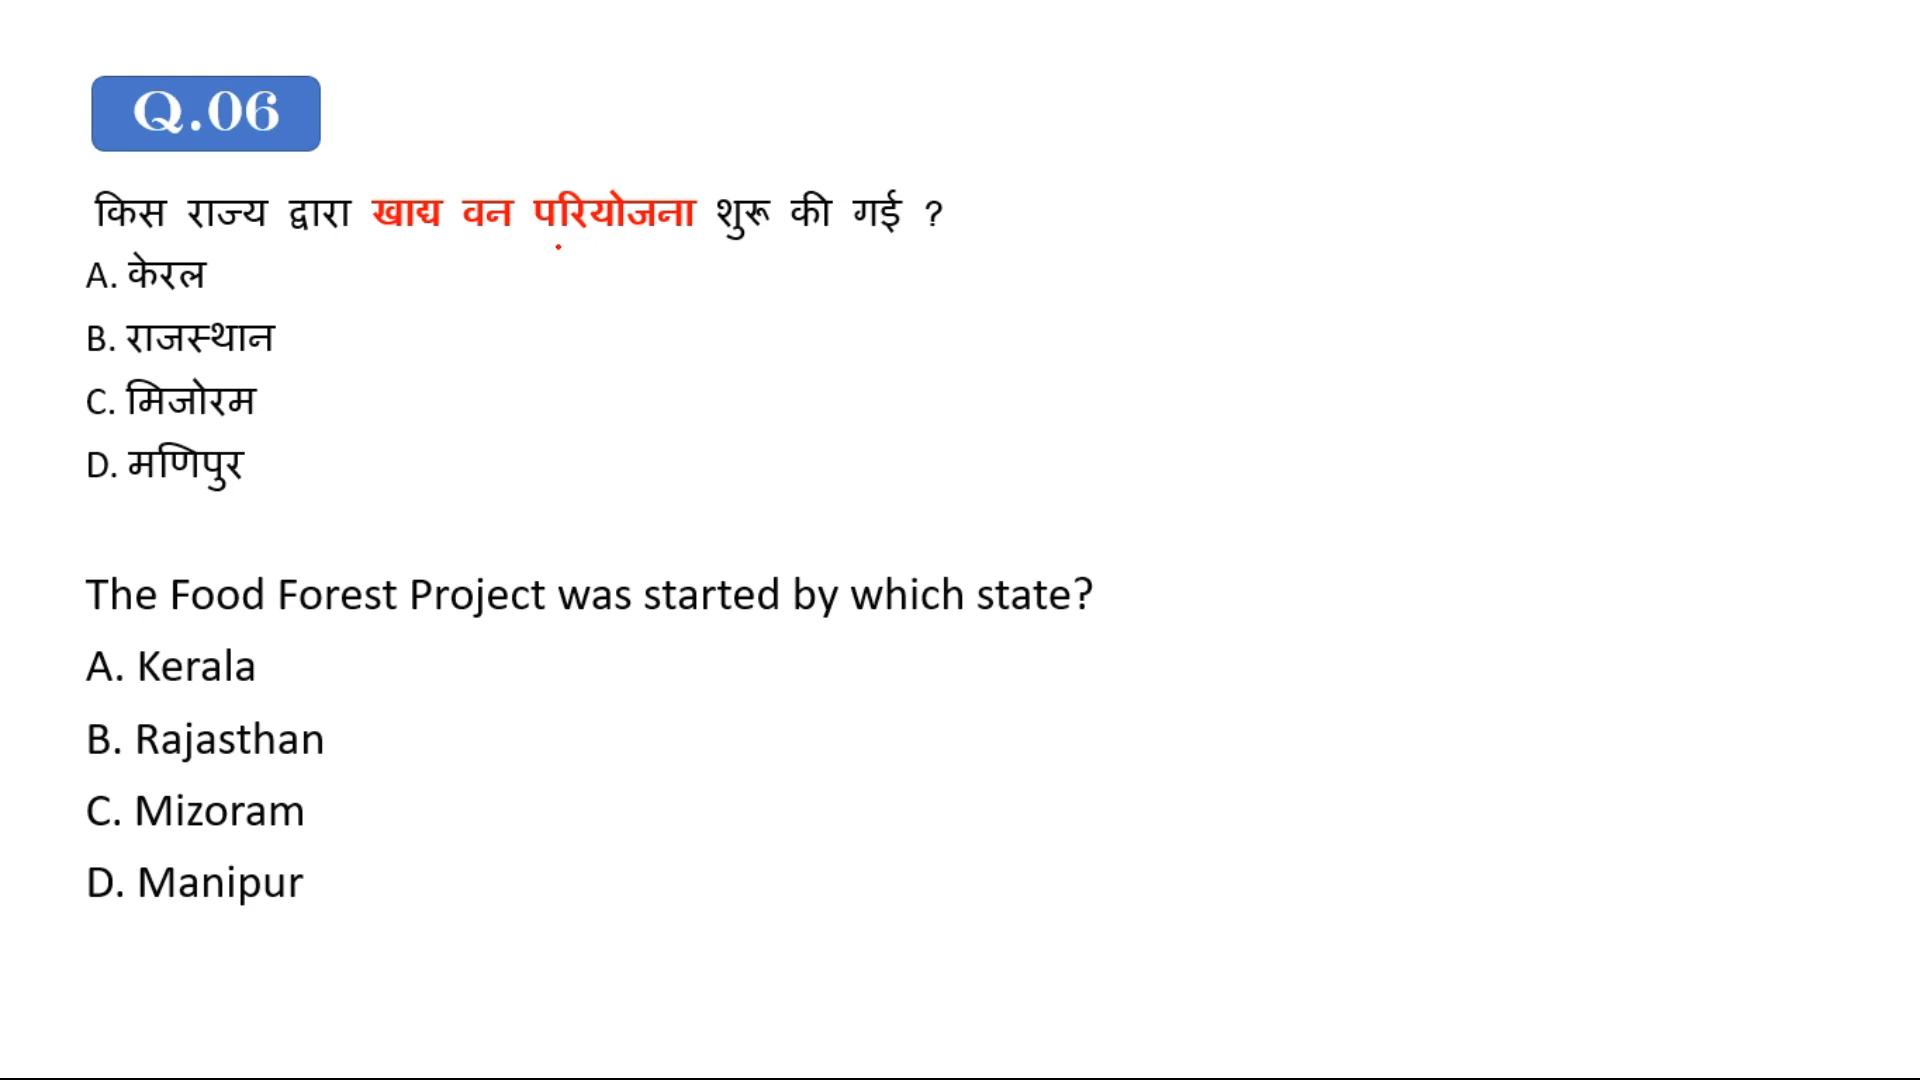 Q.06
किस राज्य द्वारा खाद्य वन परियोजना शुरू की गई ?
A. केरल
B. राजस्थान
C. मिजोरम
D. मणिपुर
The Food Forest Project was started by which state?
A. Kerala
B. Rajasthan
C. Mizoram
D. Manipur